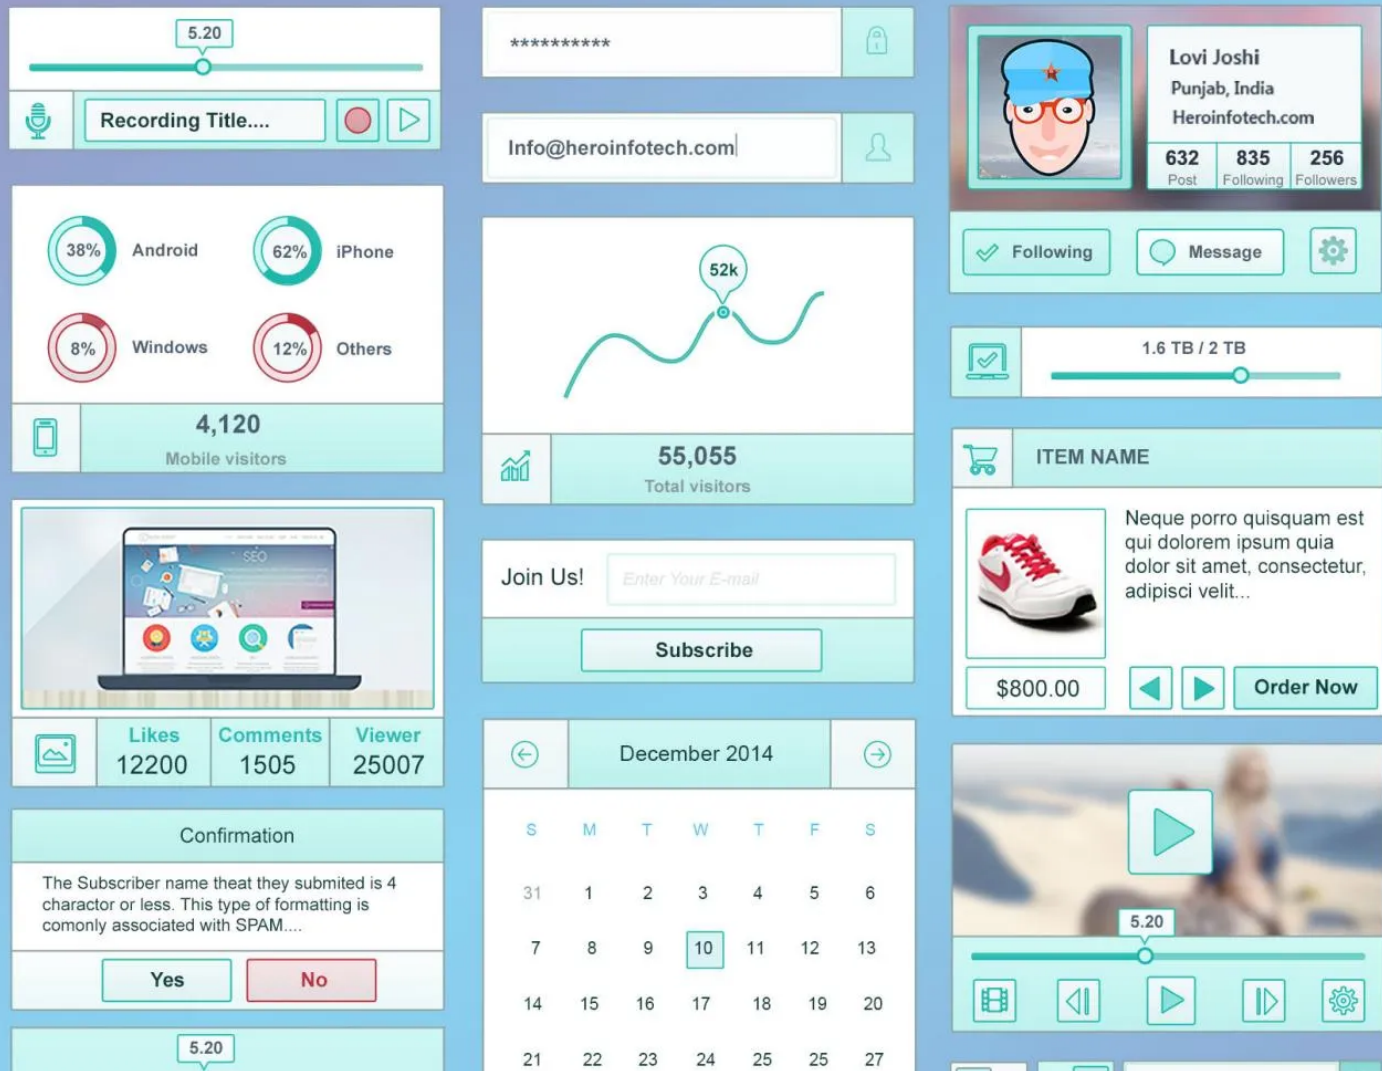 5.20
Recording Title....
38%
Android
62%
iPhone
8%
Windows
12%
Others
4,120
Mobile visitors
SEO
Likes
Comments
Viewer
12200
1505
25007
Confirmation
The Subscriber name theat they submited is 4
charactor or less. This type of formatting is
comonly associated with SPAM....
Yes
No
5.20
**********
Info@heroinfotech.com
52k
55,055
Total visitors
Join Us!
Enter Your E-mail
Subscribe
December 2014
S M T W T F S
31 1 2 3 4 5 6
7 8 9 10 11 12 13
14 15 16 17 18 19 20
21 22 23 24 25 25 27
Lovi Joshi
Punjab, India
Heroinfotech.com
632 835 256
Post Following Followers
Following
Message
1.6 TB / 2 TB
ITEM NAME
Neque porro quisquam est
qui dolorem ipsum quia
dolor sit amet, consectetur,
adipisci velit...
$800.00
Order Now
5.20